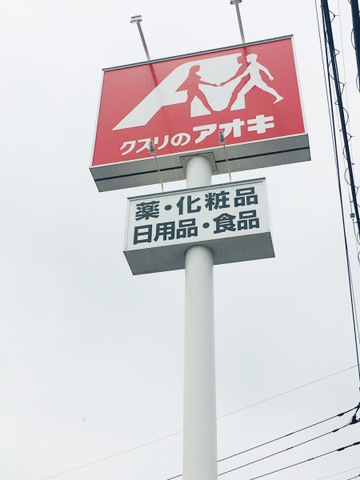 クスリのアオキ
薬・化粧品
日用品・食品